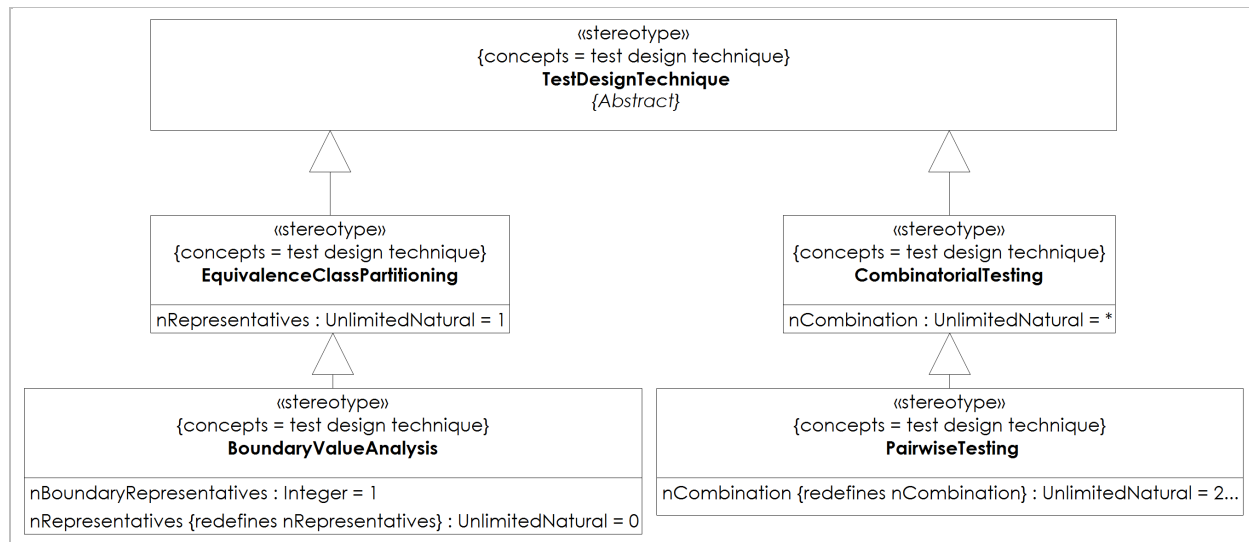 «stereotype»
{concepts = test design technique}
TestDesignTechnique
{Abstract}
«stereotype»
{concepts = test design technique}
EquivalenceClassPartitioning
nRepresentatives : UnlimitedNatural = 1
«stereotype»
{concepts = test design technique}
CombinatorialTesting
nCombination : UnlimitedNatural = *
«stereotype»
{concepts = test design technique}
BoundaryValueAnalysis
nBoundaryRepresentatives : Integer = 1
nRepresentatives {redefines nRepresentatives} : UnlimitedNatural = 0
«stereotype»
{concepts = test design technique}
PairwiseTesting
nCombination {redefines nCombination} : UnlimitedNatural = 2...